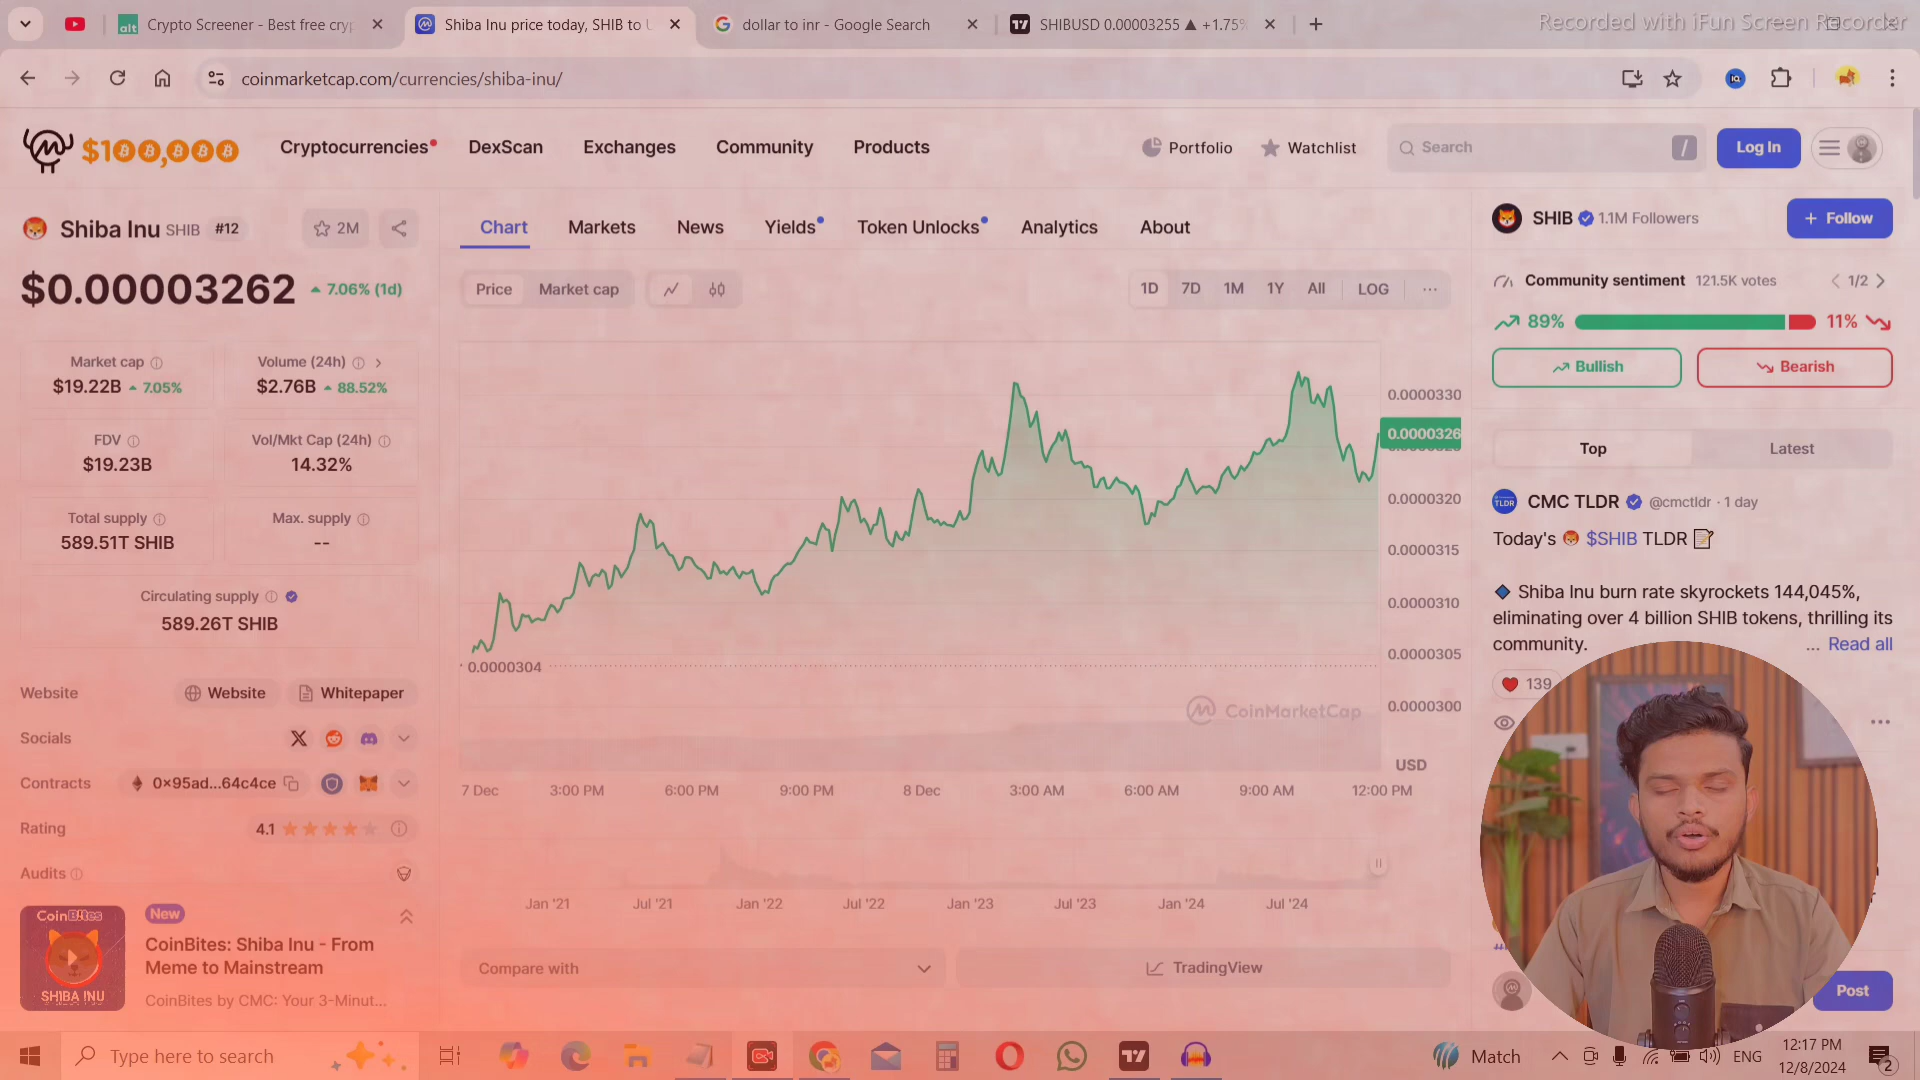 Crypto Screener - Best free cryp
Shiba Inu price today, SHIB to U
dollar to inr - Google Search
SHIBUSD 0.00003255 ▲ +1.75%
Recorded with iFun Screen Recorder
coinmarketcap.com/currencies/shiba-inu/
$100,000
Cryptocurrencies
DexScan
Exchanges
Community
Products
Portfolio
Watchlist
Search
/
Log In
Shiba Inu SHIB #12
2M
$0.00003262
7.06% (1d)
Market cap
$19.22B 7.05%
Volume (24h)
$2.76B 88.52%
FDV
$19.23B
Vol/Mkt Cap (24h)
14.32%
Total supply
589.51T SHIB
Max. supply
--
Circulating supply
589.26T SHIB
Website
Website
Whitepaper
Socials
Contracts
0x95ad...64c4ce
Rating
4.1
Audits
CoinBites
SHIBA INU
New
CoinBites: Shiba Inu - From
Meme to Mainstream
CoinBites by CMC: Your 3-Minut...
Chart
Markets
News
Yields
Token Unlocks
Analytics
About
Price
Market cap
1D
7D
1M
1Y
All
LOG
...
0.0000330
0.0000326
0.0000320
0.0000315
0.0000310
0.0000305
0.0000300
0.0000304
CoinMarketCap
USD
7 Dec
3:00 PM
6:00 PM
9:00 PM
8 Dec
3:00 AM
6:00 AM
9:00 AM
12:00 PM
Jan '21
Jul '21
Jan '22
Jul '22
Jan '23
Jul '23
Jan '24
Jul '24
Compare with
TradingView
SHIB 1.1M Followers
+ Follow
Community sentiment 121.5K votes
1/2
89%
11%
Bullish
Bearish
Top
Latest
TLDR
CMC TLDR @cmctldr · 1 day
Today's $SHIB TLDR
Shiba Inu burn rate skyrockets 144,045%,
eliminating over 4 billion SHIB tokens, thrilling its
community. ... Read all
139
Post
Type here to search
Match
ENG
12:17 PM
12/8/2024
2